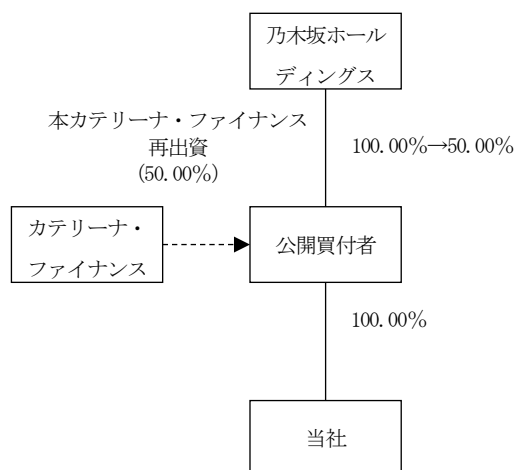 乃木坂ホール
ディングス
本カテリーナ・ファイナンス
再出資
(50.00%)
100.00%→50.00%
カテリーナ・
ファイナンス
公開買付者
100.00%
当社